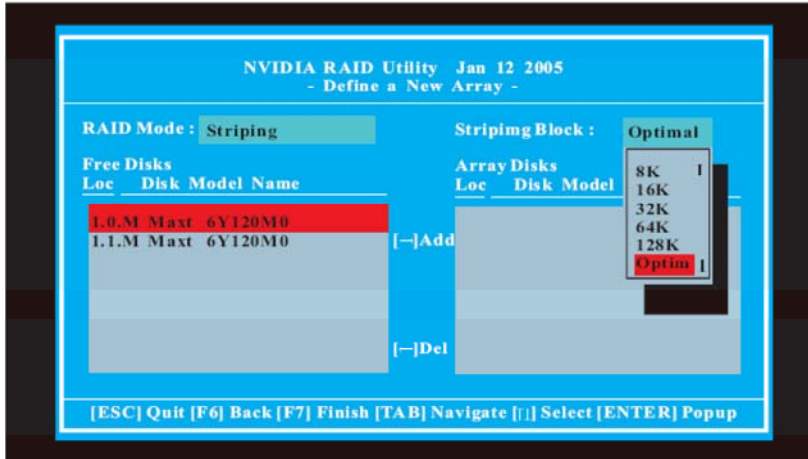 NVIDIA RAID Utility Jan 12 2005
- Define a New Array -
RAID Mode : Striping
Stripimg Block : Optimal
Free Disks
Loc Disk Model Name
Array Disks
Loc Disk Model
8K
16K
32K
64K
128K
Optim
1.0.M Maxt 6Y120M0
1.1.M Maxt 6Y120M0
[—]Add
[—]Del
[ESC] Quit [F6] Back [F7] Finish [TAB] Navigate [↑↓] Select [ENTER] Popup